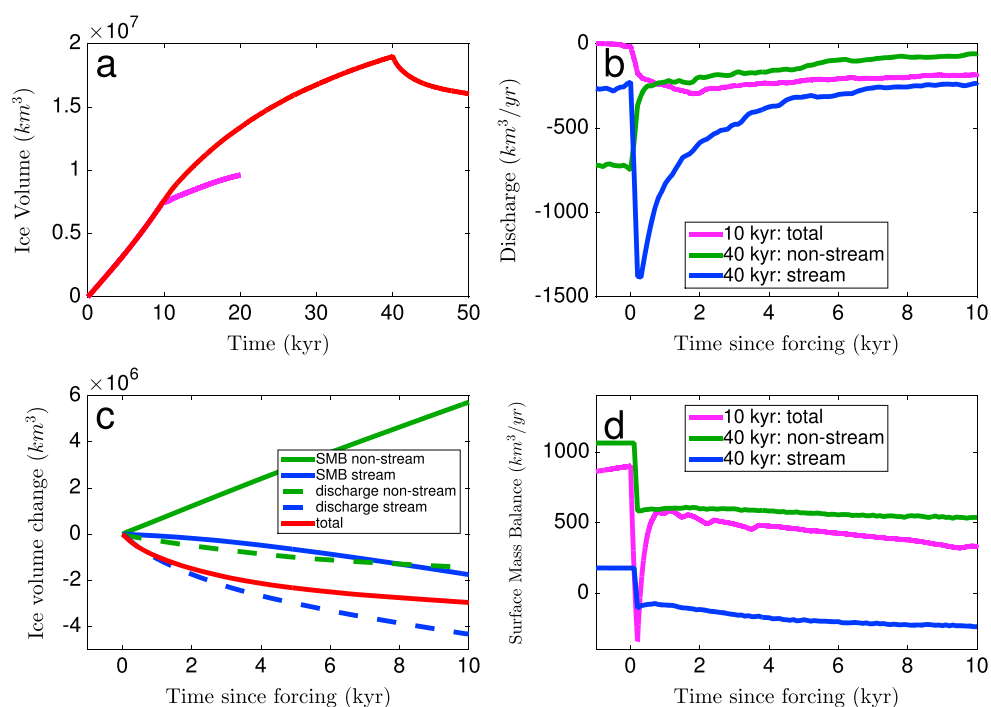 ×10^7
2
1.5
1
0.5
0
a
Ice Volume (km^3)
0 10 20 30 40 50
Time (kyr)
0
-500
-1000
-1500
b
Discharge (km^3/yr)
10 kyr: total
40 kyr: non-stream
40 kyr: stream
0 2 4 6 8 10
Time since forcing (kyr)
×10^6
6
4
2
0
-2
-4
c
Ice volume change (km^3)
SMB non-stream
SMB stream
discharge non-stream
discharge stream
total
0 2 4 6 8 10
Time since forcing (kyr)
1000
500
0
d
Surface Mass Balance (km^3/yr)
10 kyr: total
40 kyr: non-stream
40 kyr: stream
0 2 4 6 8 10
Time since forcing (kyr)